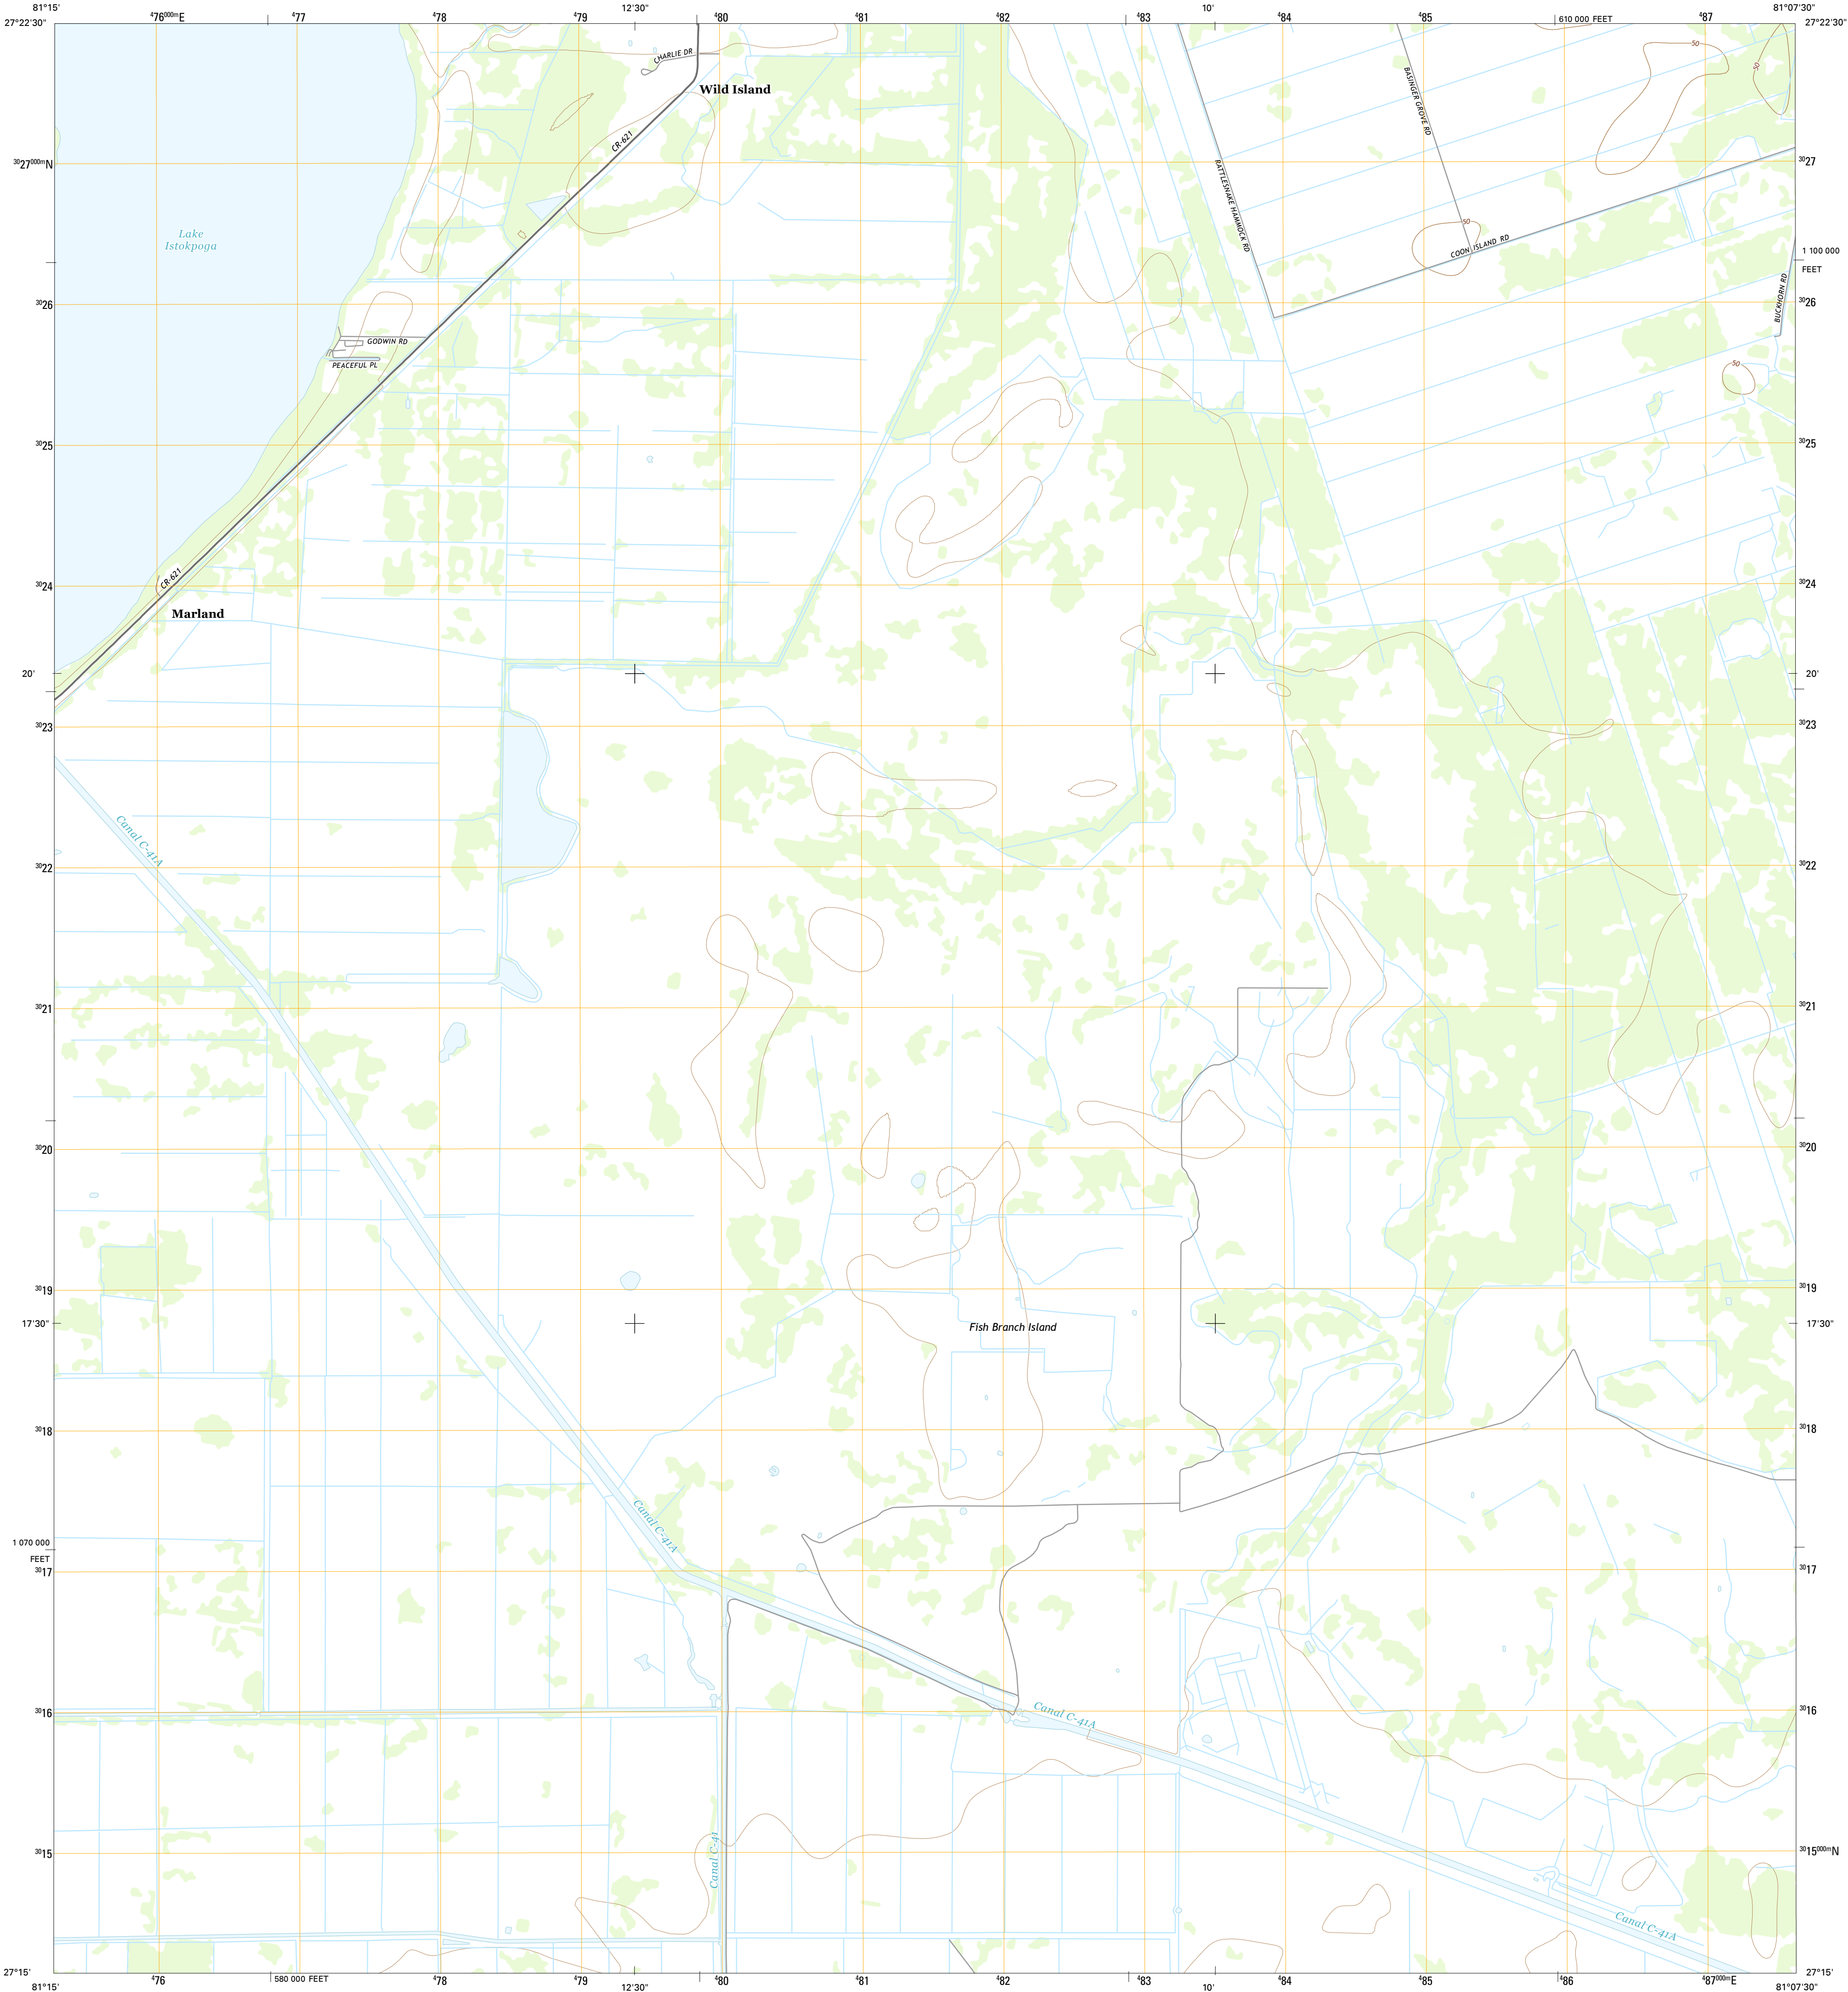 81°15'
⁴76⁰⁰⁰ᵐE
⁴77
⁴78
⁴79
12'30"
⁴80
⁴81
⁴82
⁴83
10'
⁴84
⁴85
610 000 FEET
⁴87
81°07'30"
27°22'30"
27°22'30"
CHARLIE DR
Wild Island
CR-621
BASINGER GROVE RD
50
50
³⁰27⁰⁰⁰ᵐN
³⁰27
RATTLESNAKE HAMMOCK RD
50
Lake
Istokpoga
COON ISLAND RD
1 100 000
FEET
BUCKHORN RD
³⁰26
³⁰26
GODWIN RD
PEACEFUL PL
50
³⁰25
³⁰25
CR-621
³⁰24
³⁰24
Marland
20'
20'
³⁰23
³⁰23
Canal C-41A
³⁰22
³⁰22
³⁰21
³⁰21
³⁰20
³⁰20
³⁰19
³⁰19
17'30"
Fish Branch Island
17'30"
³⁰18
³⁰18
Canal C-41A
1 070 000
FEET
³⁰17
³⁰17
³⁰16
Canal C-41A
³⁰16
Canal C-41
³⁰15
³⁰15⁰⁰⁰ᵐN
Canal C-41A
27°15'
27°15'
81°15'
⁴76
580 000 FEET
⁴78
⁴79
12'30"
⁴80
⁴81
⁴82
⁴83
10'
⁴84
⁴85
⁴86
⁴87⁰⁰⁰ᵐE
81°07'30"